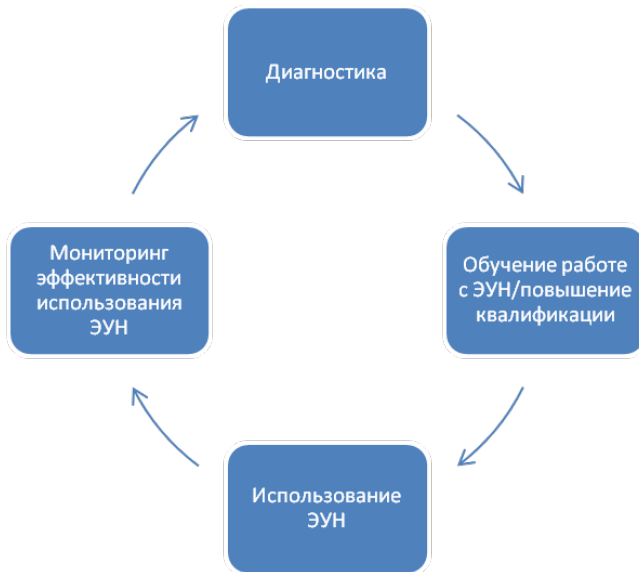 Диагностика
Обучение работе
с ЭУН/повышение
квалификации
Использование
ЭУН
Мониторинг
эффективности
использования
ЭУН